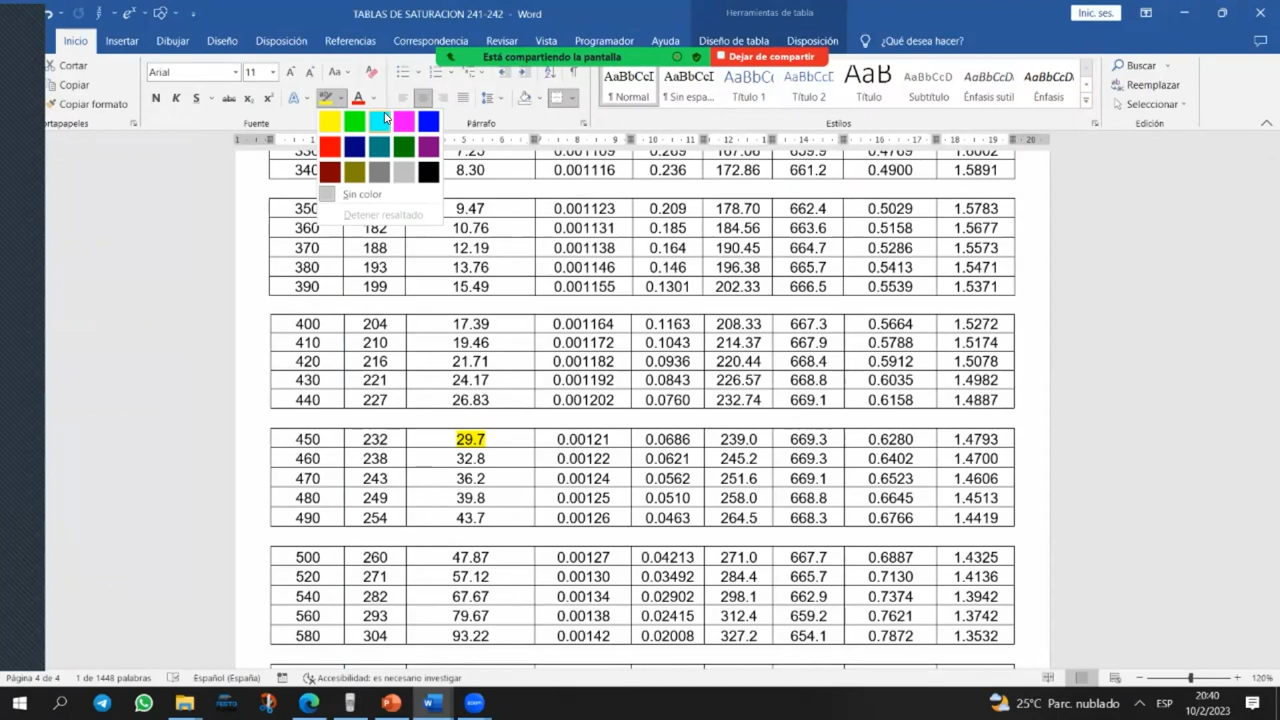 TABLAS DE SATURACION 241-242 - Word
Herramientas de tabla
Inic. ses.
Inicio Insertar Dibujar Diseño Disposición Referencias Correspondencia Revisar Vista Programador Ayuda Diseño de tabla Disposición ¿Qué desea hacer?
Está compartiendo la pantalla Dejar de compartir
Cortar
Copiar
Copiar formato
Arial 11
N K S abc x₂ x²
Aa
AaBbCcI AaBbCcI AaBbC AaBbCcI AaB AaBbCcD AaBbCcD AaBbCcD
¶ Normal ¶ Sin espa... Título 1 Título 2 Título Subtítulo Énfasis sutil Énfasis
Buscar
Reemplazar
Seleccionar
Fuente Párrafo Estilos Edición
340 8.30 0.001116 0.236 172.86 661.2 0.4900 1.5891
350 9.47 0.001123 0.209 178.70 662.4 0.5029 1.5783
360 182 10.76 0.001131 0.185 184.56 663.6 0.5158 1.5677
370 188 12.19 0.001138 0.164 190.45 664.7 0.5286 1.5573
380 193 13.76 0.001146 0.146 196.38 665.7 0.5413 1.5471
390 199 15.49 0.001155 0.1301 202.33 666.5 0.5539 1.5371
400 204 17.39 0.001164 0.1163 208.33 667.3 0.5664 1.5272
410 210 19.46 0.001172 0.1043 214.37 667.9 0.5788 1.5174
420 216 21.71 0.001182 0.0936 220.44 668.4 0.5912 1.5078
430 221 24.17 0.001192 0.0843 226.57 668.8 0.6035 1.4982
440 227 26.83 0.001202 0.0760 232.74 669.1 0.6158 1.4887
450 232 29.7 0.00121 0.0686 239.0 669.3 0.6280 1.4793
460 238 32.8 0.00122 0.0621 245.2 669.3 0.6402 1.4700
470 243 36.2 0.00124 0.0562 251.6 669.1 0.6523 1.4606
480 249 39.8 0.00125 0.0510 258.0 668.8 0.6645 1.4513
490 254 43.7 0.00126 0.0463 264.5 668.3 0.6766 1.4419
500 260 47.87 0.00127 0.04213 271.0 667.7 0.6887 1.4325
520 271 57.12 0.00130 0.03492 284.4 665.7 0.7130 1.4136
540 282 67.67 0.00134 0.02902 298.1 662.9 0.7374 1.3942
560 293 79.67 0.00138 0.02415 312.4 659.2 0.7621 1.3742
580 304 93.22 0.00142 0.02008 327.2 654.1 0.7872 1.3532
Sin color
Detener resaltado
Página 4 de 4 1 de 1448 palabras Español (España) Accesibilidad: es necesario investigar 120%
25°C Parc. nublado ESP
20:40
10/2/2023